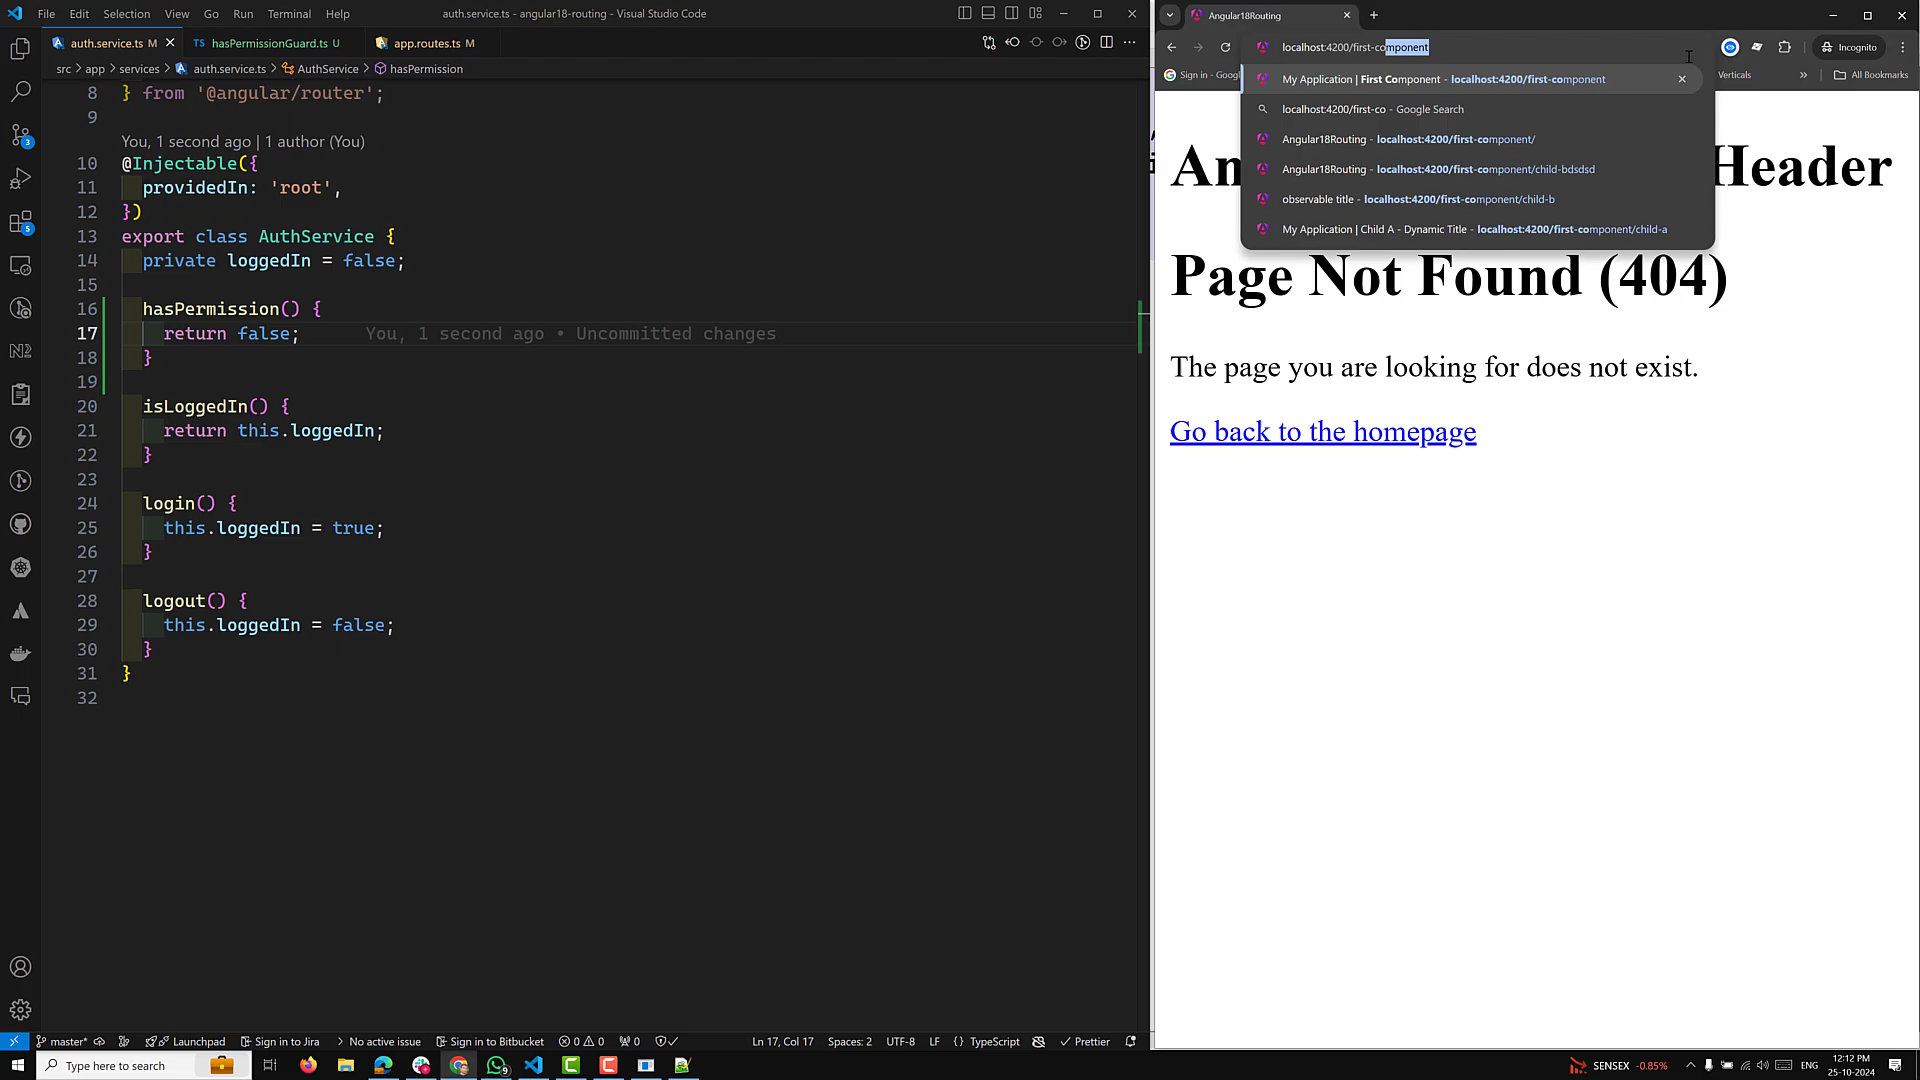 File Edit Selection View Go Run Terminal Help
auth.service.ts - angular18-routing - Visual Studio Code
auth.service.ts M
hasPermissionGuard.ts U
app.routes.ts M
src > app > services > auth.service.ts > AuthService > hasPermission
8 } from '@angular/router';
9
You, 1 second ago | 1 author (You)
10 @Injectable({
11 providedIn: 'root',
12 })
13 export class AuthService {
14 private loggedIn = false;
15
16 hasPermission() {
17 return false; You, 1 second ago • Uncommitted changes
18 }
19
20 isLoggedIn() {
21 return this.loggedIn;
22 }
23
24 login() {
25 this.loggedIn = true;
26 }
27
28 logout() {
29 this.loggedIn = false;
30 }
31 }
32
3
5
master* Launchpad Sign in to Jira No active issue Sign in to Bitbucket 0 0 0
Ln 17, Col 17 Spaces: 2 UTF-8 LF { } TypeScript Prettier
Angular18Routing
localhost:4200/first-component
Incognito
Sign in - Googl
Verticals
» All Bookmarks
My Application | First Component - localhost:4200/first-component
localhost:4200/first-co - Google Search
Angular18Routing - localhost:4200/first-component/
Angular18Routing - localhost:4200/first-component/child-bdsdsd
observable title - localhost:4200/first-component/child-b
My Application | Child A - Dynamic Title - localhost:4200/first-component/child-a
An
Header
Page Not Found (404)
The page you are looking for does not exist.
Go back to the homepage
Type here to search
9
SENSEX -0.85%
ENG
12:12 PM
25-10-2024